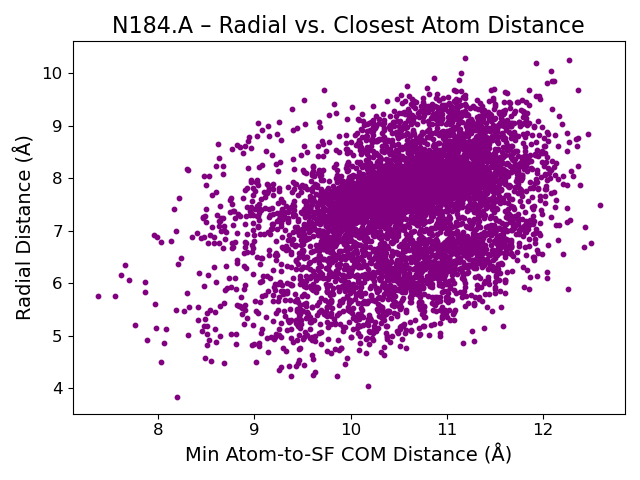 N184.A – Radial vs. Closest Atom Distance
Radial Distance (Å)
10
9
8
7
6
5
4
8 9 10 11 12
Min Atom-to-SF COM Distance (Å)